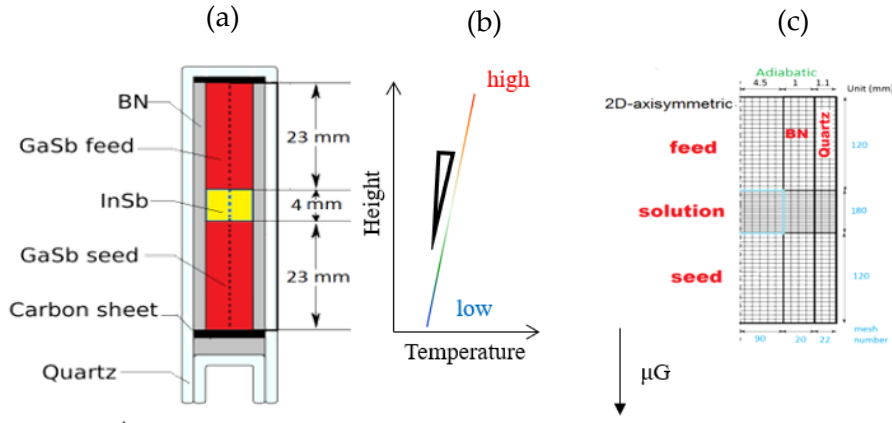 (a)
BN
GaSb feed
InSb
GaSb seed
Carbon sheet
Quartz
23 mm
4 mm
23 mm
(b)
high
Height
low
Temperature
μG
(c)
Adiabatic
4.5 1 1.1 Unit (mm)
2D-axisymmetric
feed
BN
Quartz
120
solution
180
seed
120
mesh
number
90 20 22